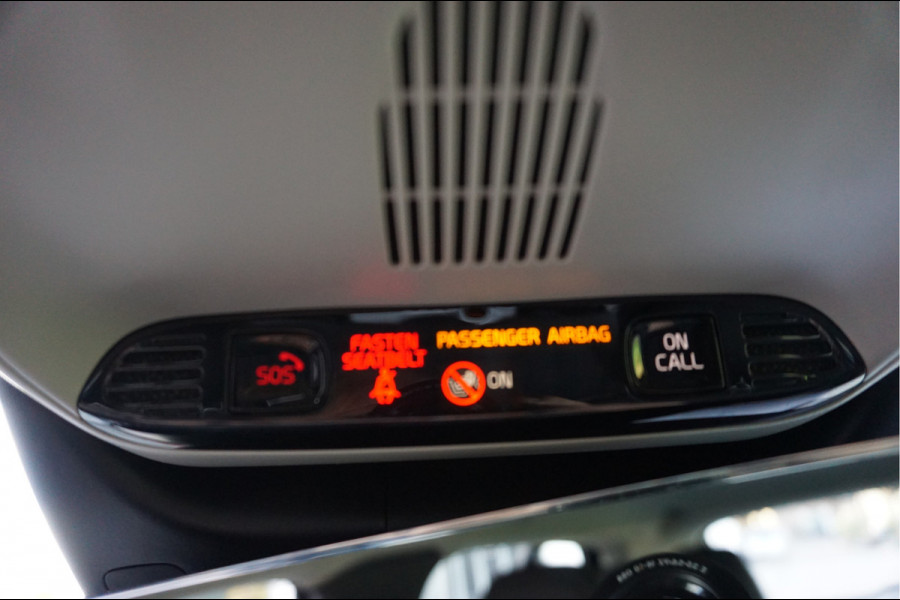 SOS
FASTEN
SEATBELT
PASSENGER AIRBAG
ON
ON
CALL